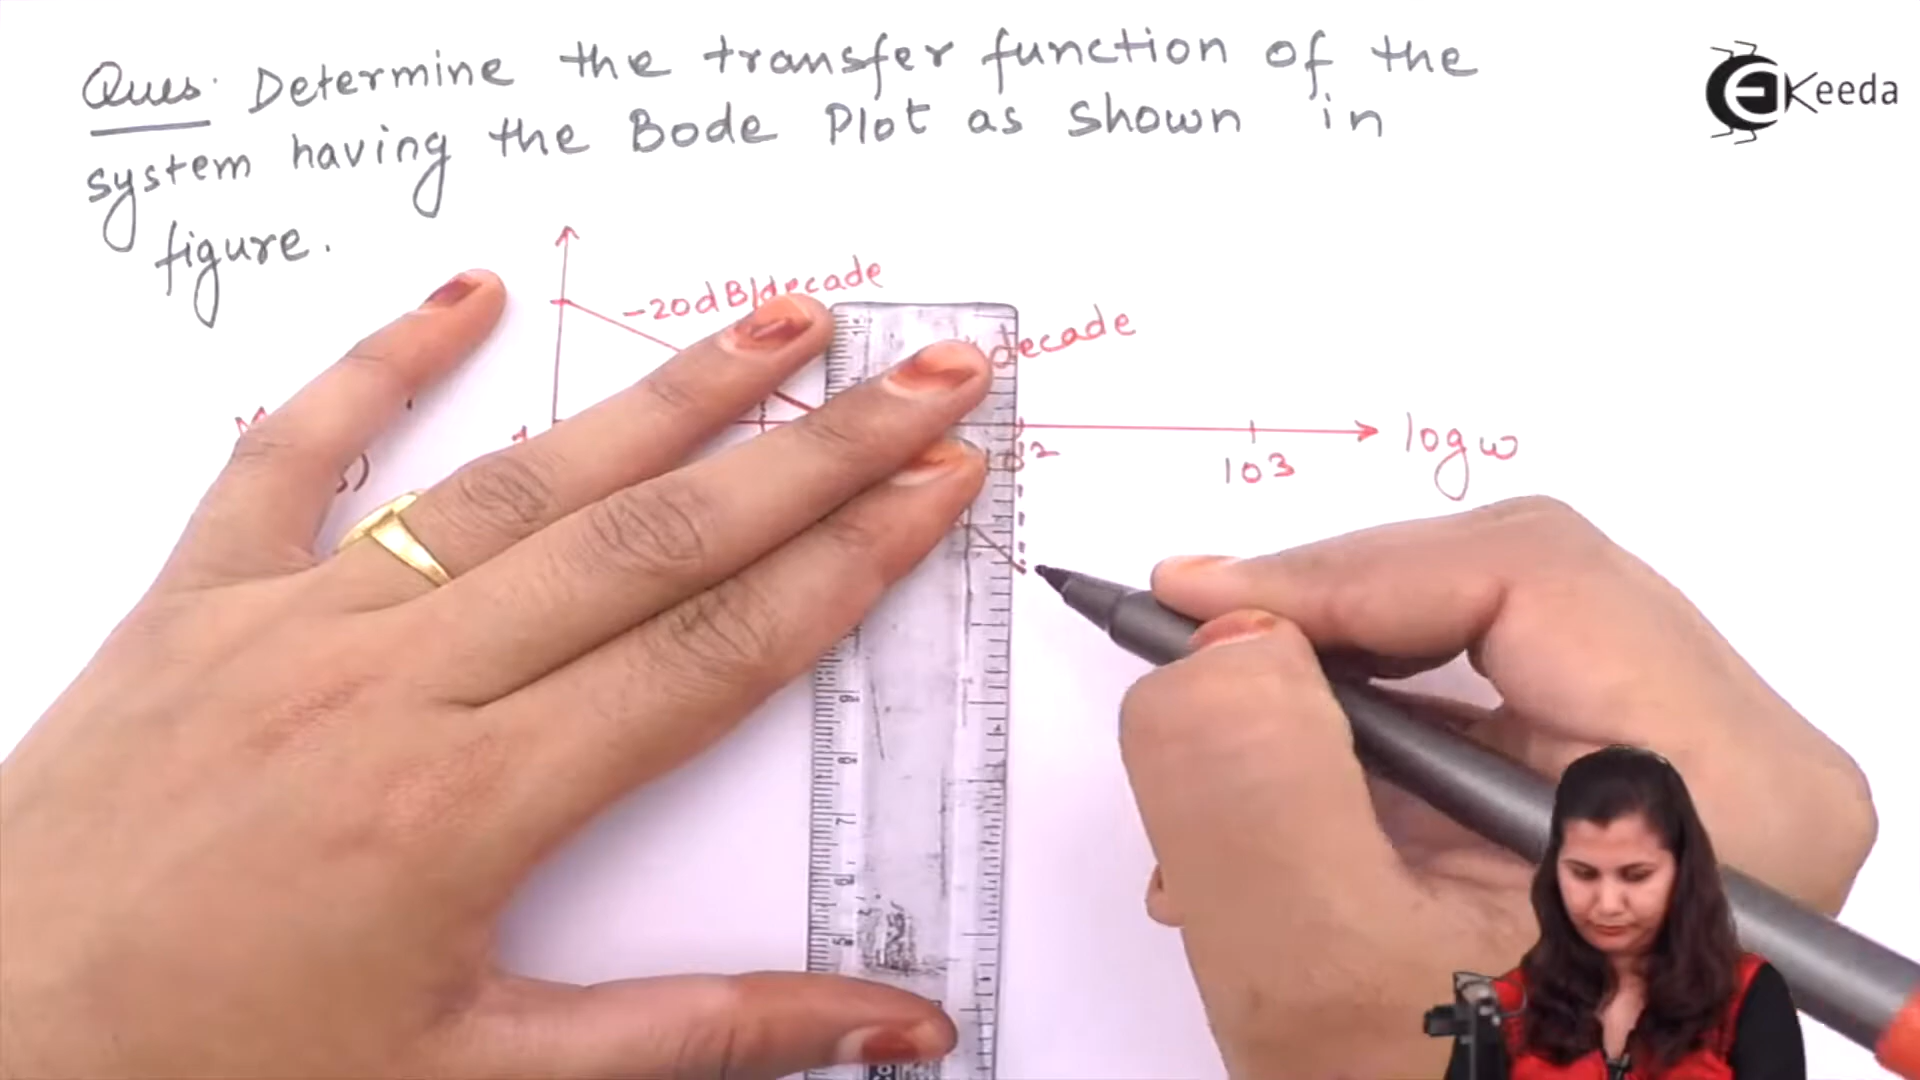 Ques. Determine the transfer function of the
system having the Bode Plot as shown in
figure.
Keeda
-20dB/decade
decade
log ω
10³